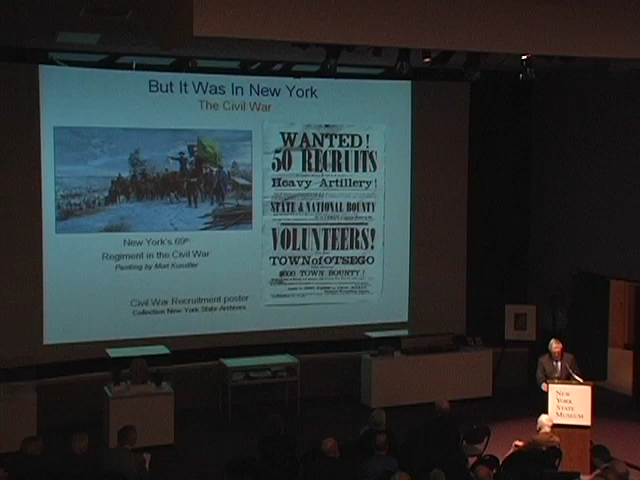 But It Was In New York
The Civil War
New York's 69th
Regiment in the Civil War
Painting by Mort Künstler
Civil War Recruitment poster
Collection New York State Archives
WANTED!
50 RECRUITS
Heavy Artillery!
STATE & NATIONAL BOUNTY
VOLUNTEERS!
TOWN of OTSEGO
$600 TOWN BOUNTY!
NEW
YORK
STATE
MUSEUM